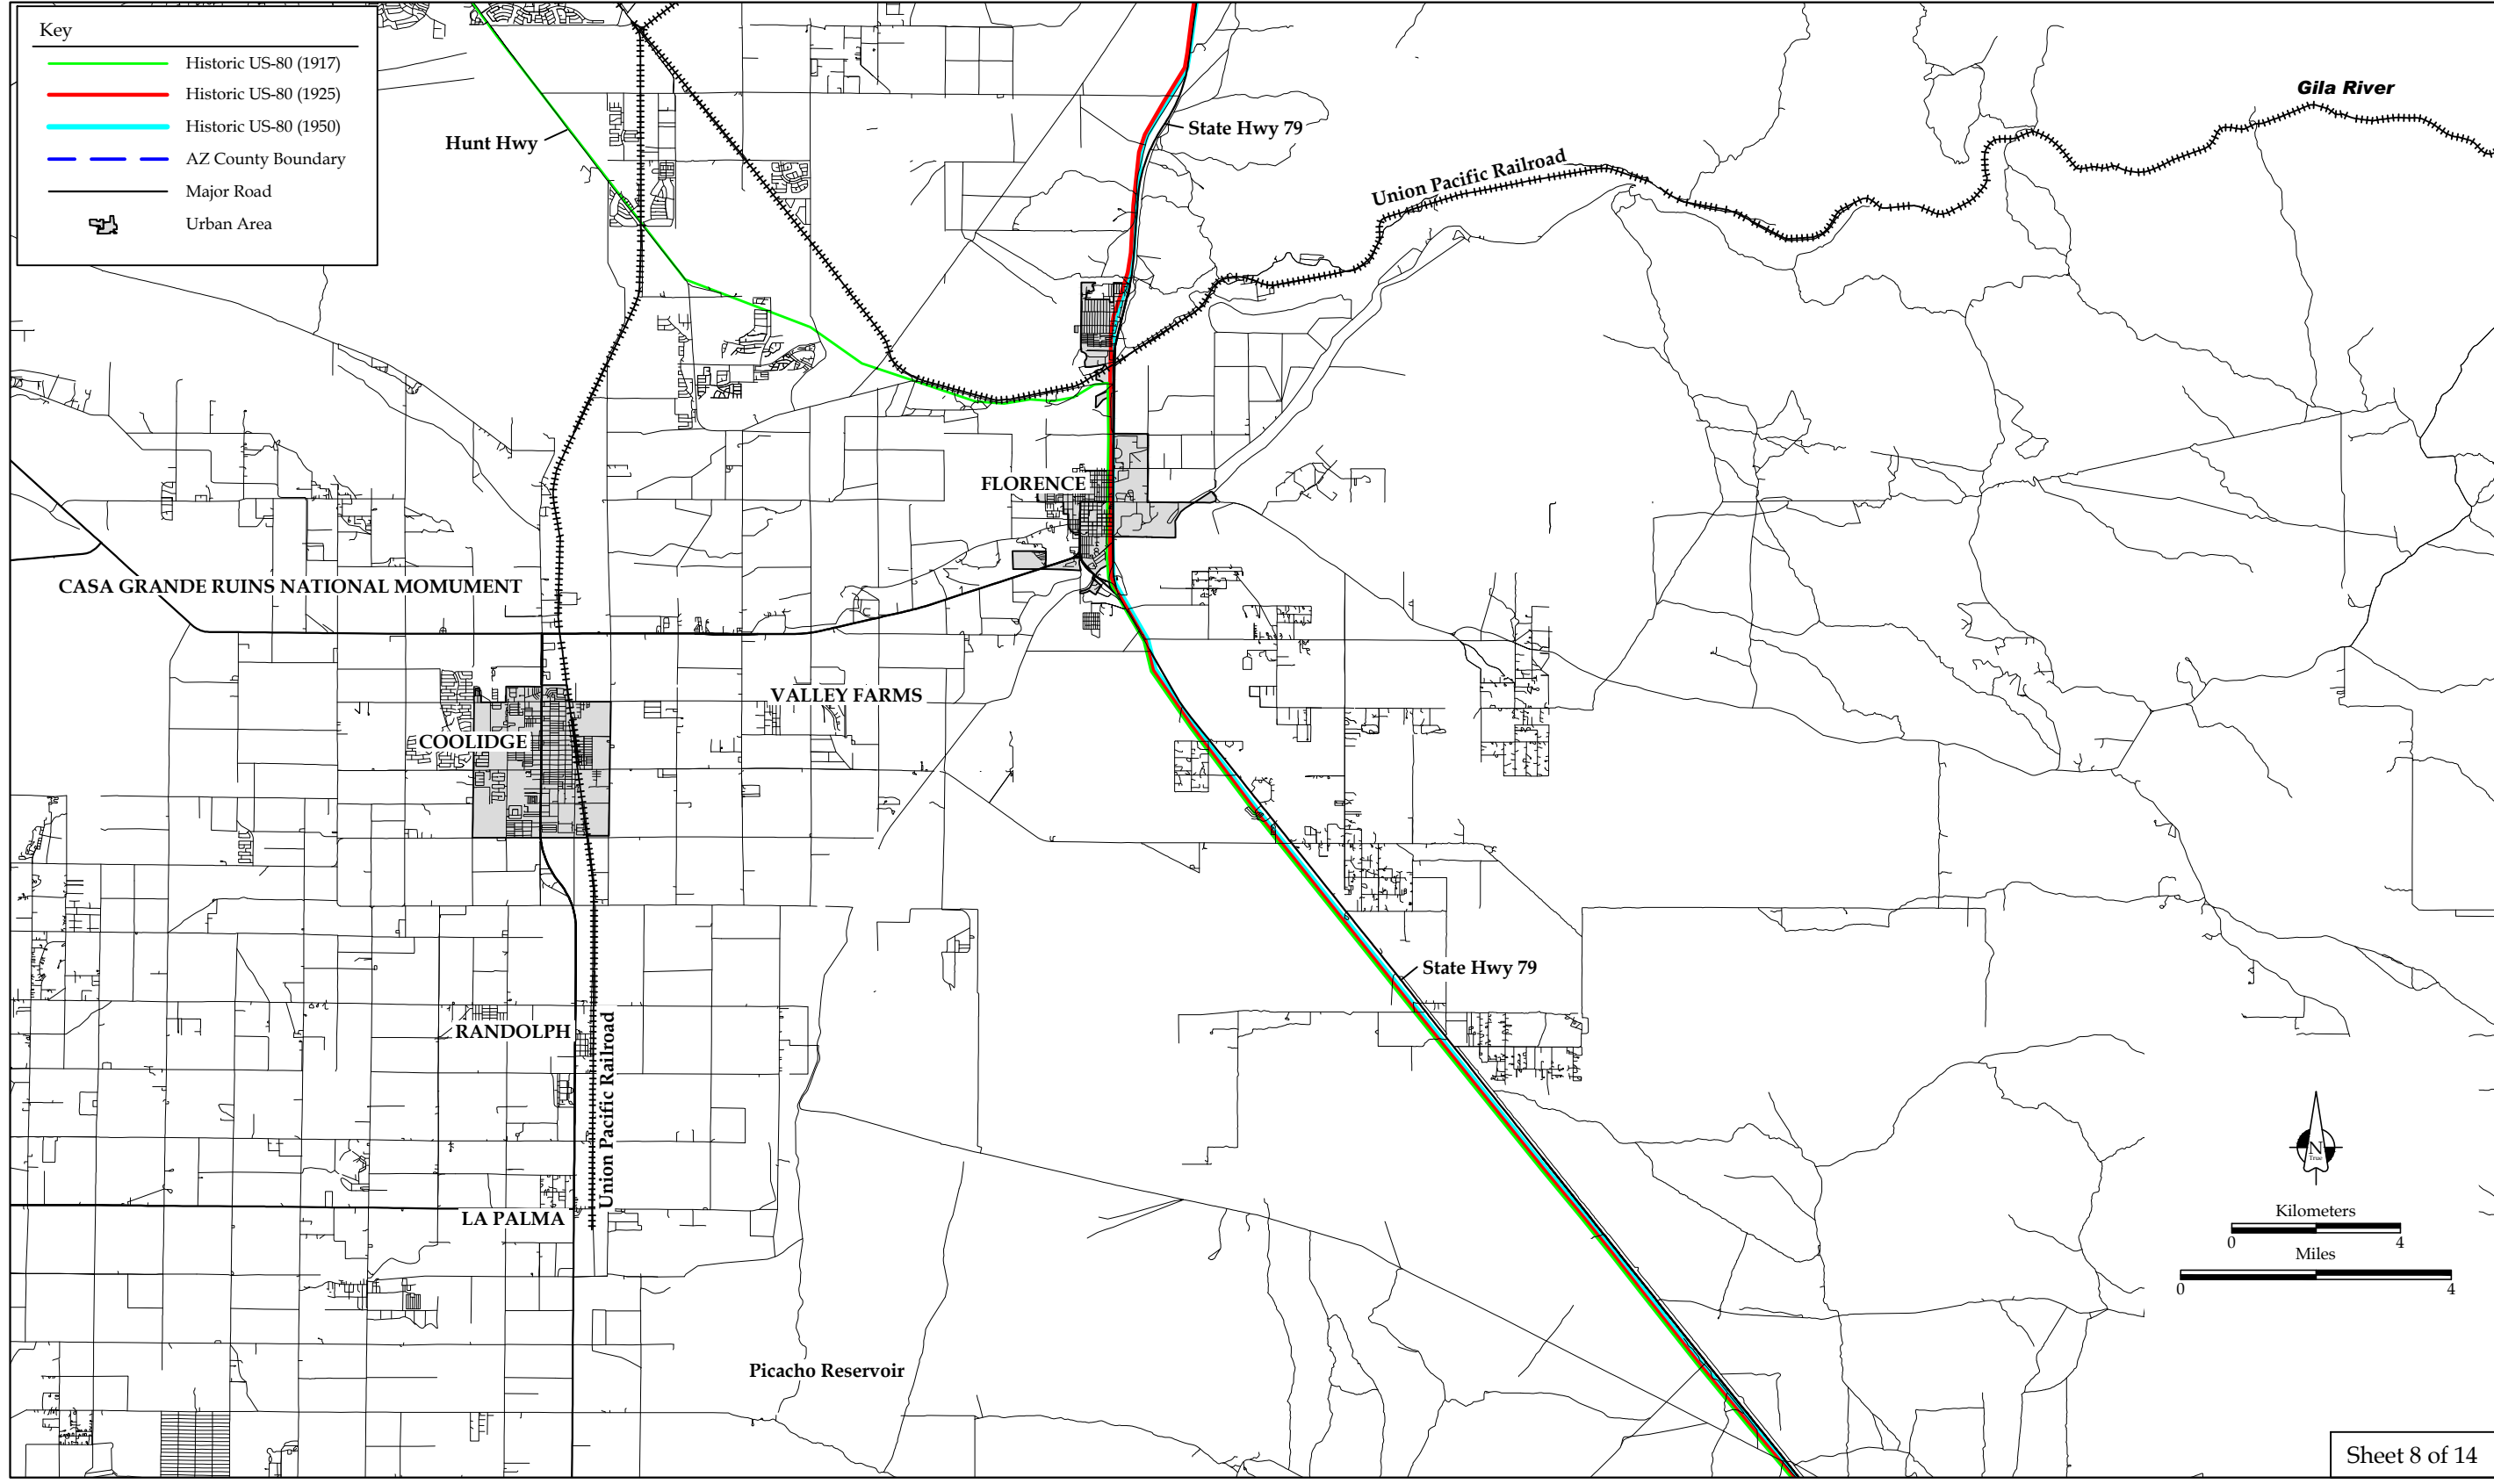 Key
Historic US-80 (1917)
Historic US-80 (1925)
Historic US-80 (1950)
AZ County Boundary
Major Road
Urban Area
Gila River
Hunt Hwy
State Hwy 79
Union Pacific Railroad
FLORENCE
CASA GRANDE RUINS NATIONAL MOMUMENT
VALLEY FARMS
COOLIDGE
State Hwy 79
RANDOLPH
Union Pacific Railroad
LA PALMA
Picacho Reservoir
N
True
Kilometers
0 4
Miles
0 4
Sheet 8 of 14